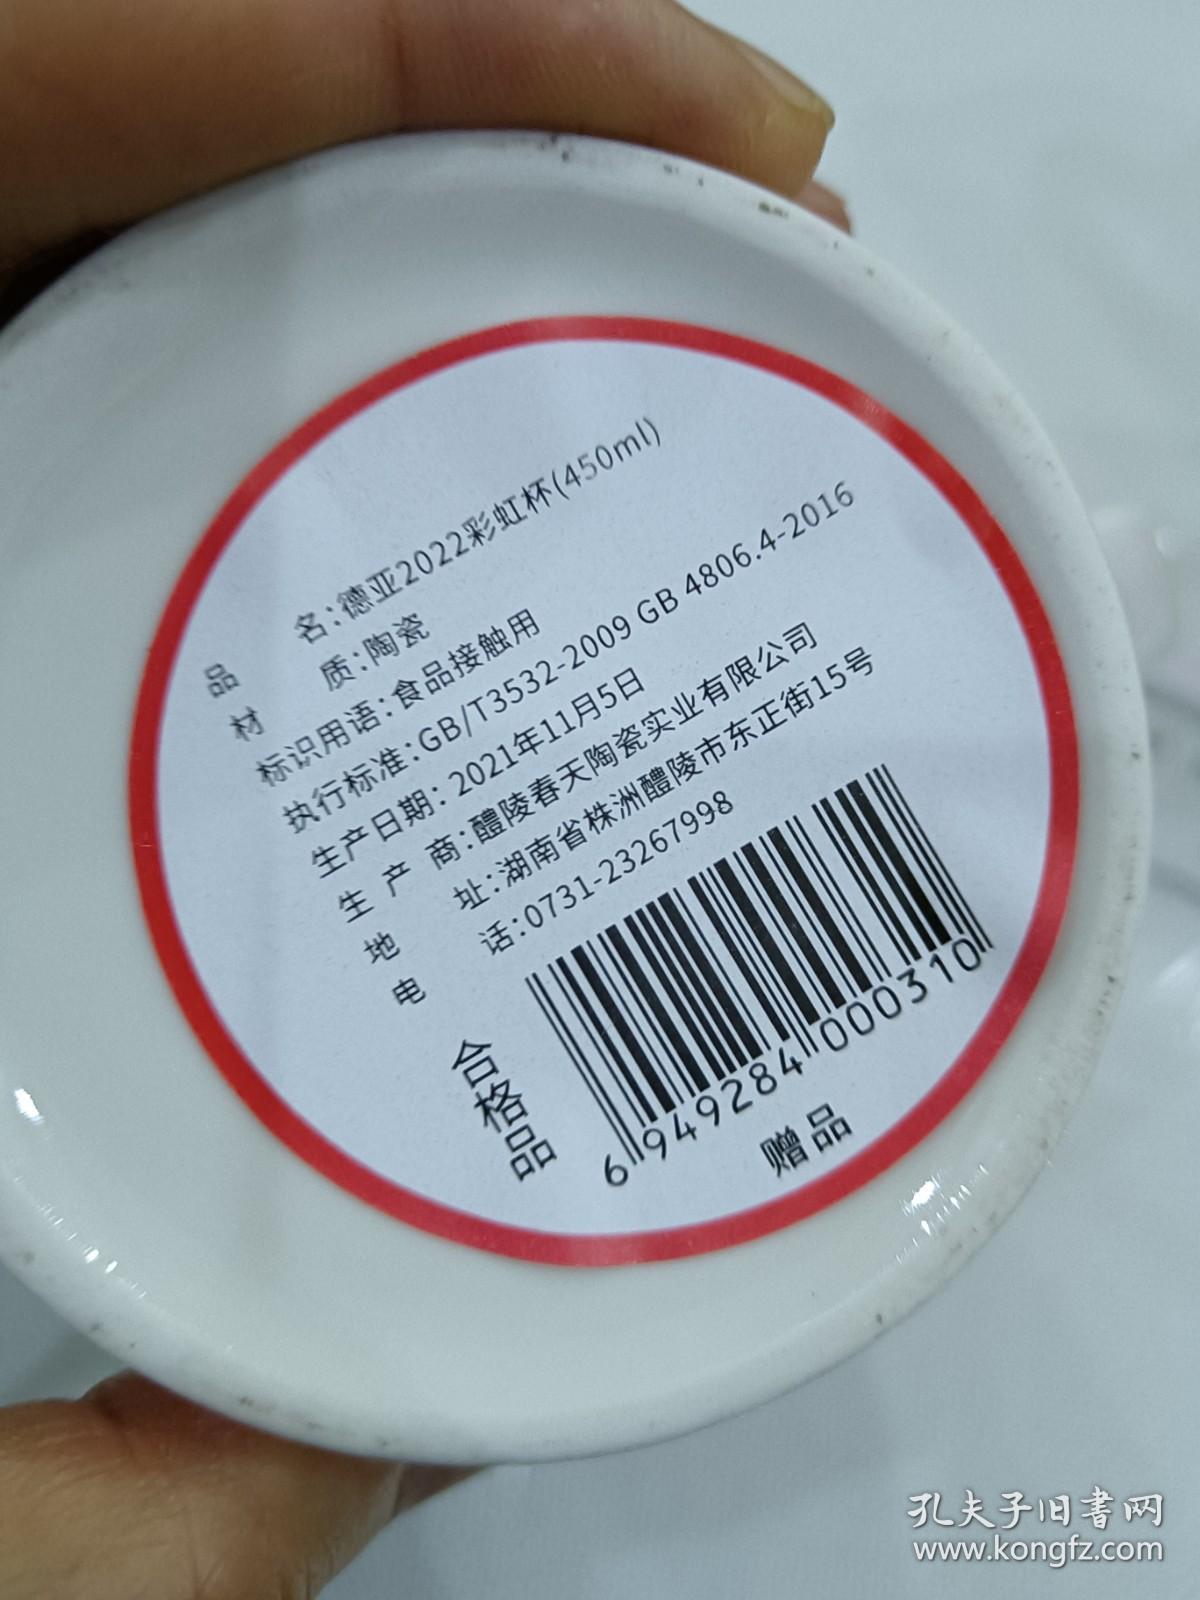 品 名：德亚2022彩虹杯(450ml)
材 质：陶瓷
标识用语：食品接触用
执行标准：GB/T3532-2009 GB 4806.4-2016
生产日期：2021年11月5日
生产商：醴陵春天陶瓷实业有限公司
地 址：湖南省株洲醴陵市东正街15号
电 话：0731-23267998
合格品
6949284000310
赠品
孔夫子旧书网
www.kongfz.com